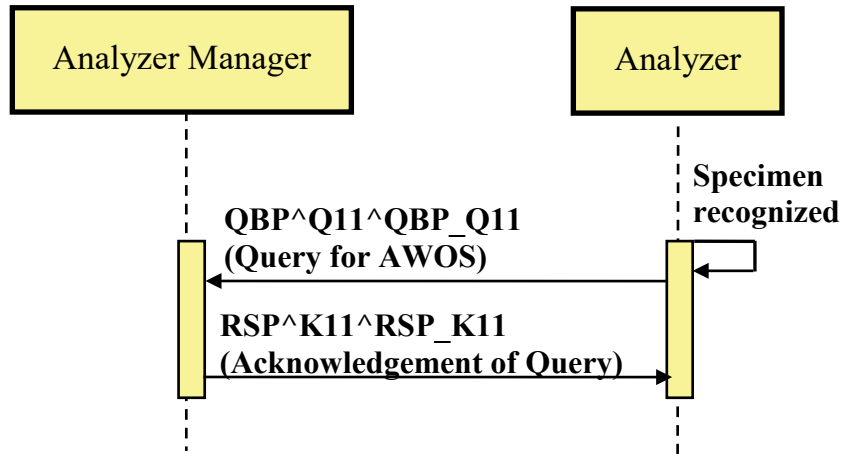 Analyzer Manager
Analyzer
Specimen
recognized
QBP^Q11^QBP_Q11
(Query for AWOS)
RSP^K11^RSP_K11
(Acknowledgement of Query)